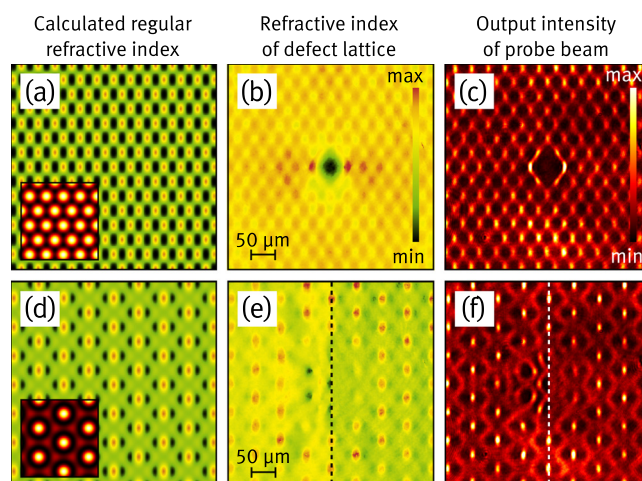 Calculated regular
refractive index
Refractive index
of defect lattice
Output intensity
of probe beam
(a)
(b)
max
min
50 μm
(c)
max
min
(d)
(e)
50 μm
(f)